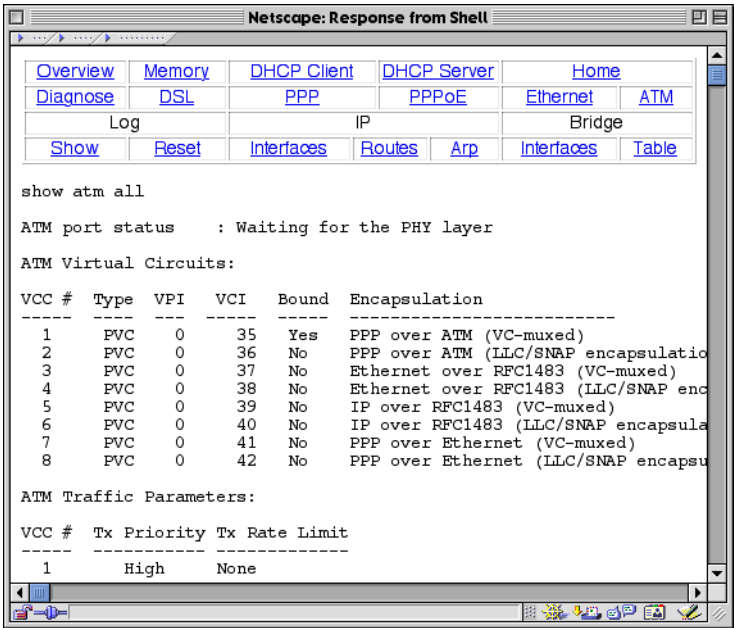 Netscape: Response from Shell
Overview Memory DHCP Client DHCP Server Home
Diagnose DSL PPP PPPoE Ethernet ATM
Log IP Bridge
Show Reset Interfaces Routes Arp Interfaces Table
show atm all
ATM port status : Waiting for the PHY layer
ATM Virtual Circuits:
VCC # Type VPI VCI Bound Encapsulation
----- ---- --- ----- ----- --------------------------
1 PVC 0 35 Yes PPP over ATM (VC-muxed)
2 PVC 0 36 No PPP over ATM (LLC/SNAP encapsulatio
3 PVC 0 37 No Ethernet over RFC1483 (VC-muxed)
4 PVC 0 38 No Ethernet over RFC1483 (LLC/SNAP enc
5 PVC 0 39 No IP over RFC1483 (VC-muxed)
6 PVC 0 40 No IP over RFC1483 (LLC/SNAP encapsula
7 PVC 0 41 No PPP over Ethernet (VC-muxed)
8 PVC 0 42 No PPP over Ethernet (LLC/SNAP encapsu
ATM Traffic Parameters:
VCC # Tx Priority Tx Rate Limit
----- ----------- -------------
1 High None